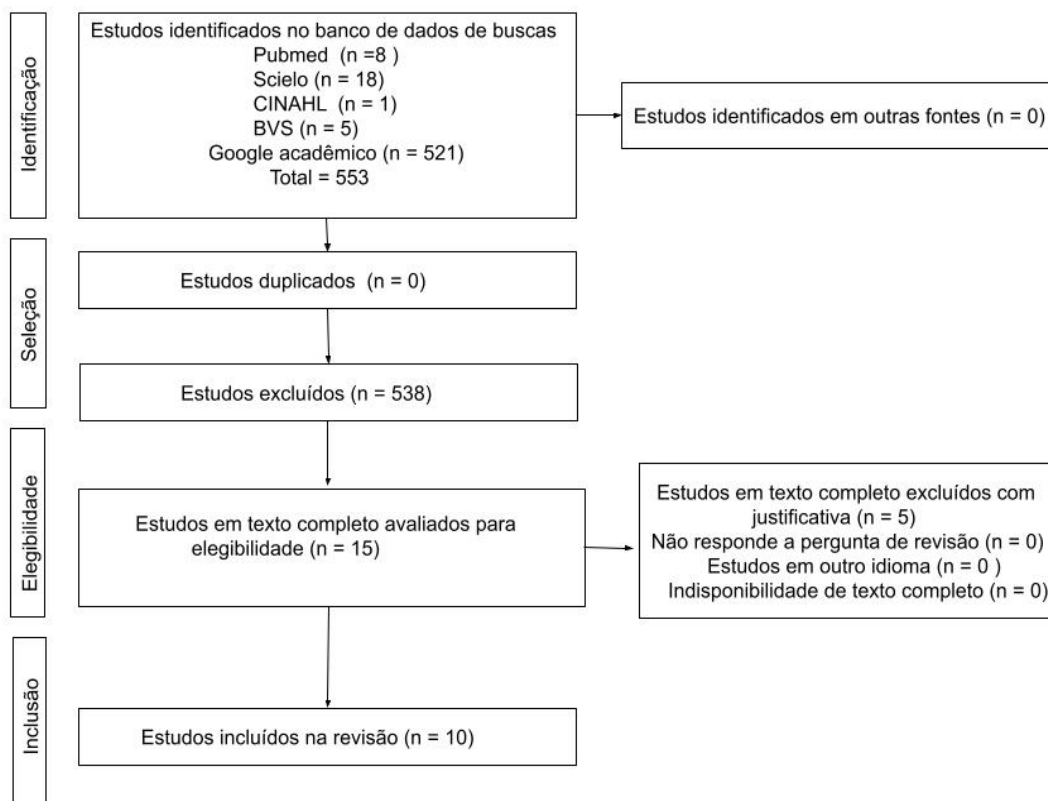 Identificação
Estudos identificados no banco de dados de buscas
Pubmed (n =8 )
Scielo (n = 18)
CINAHL (n = 1)
BVS (n = 5)
Google acadêmico (n = 521)
Total = 553
Estudos identificados em outras fontes (n = 0)
Seleção
Estudos duplicados (n = 0)
Estudos excluídos (n = 538)
Elegibilidade
Estudos em texto completo avaliados para
elegibilidade (n = 15)
Estudos em texto completo excluídos com
justificativa (n = 5)
Não responde a pergunta de revisão (n = 0)
Estudos em outro idioma (n = 0 )
Indisponibilidade de texto completo (n = 0)
Inclusão
Estudos incluídos na revisão (n = 10)